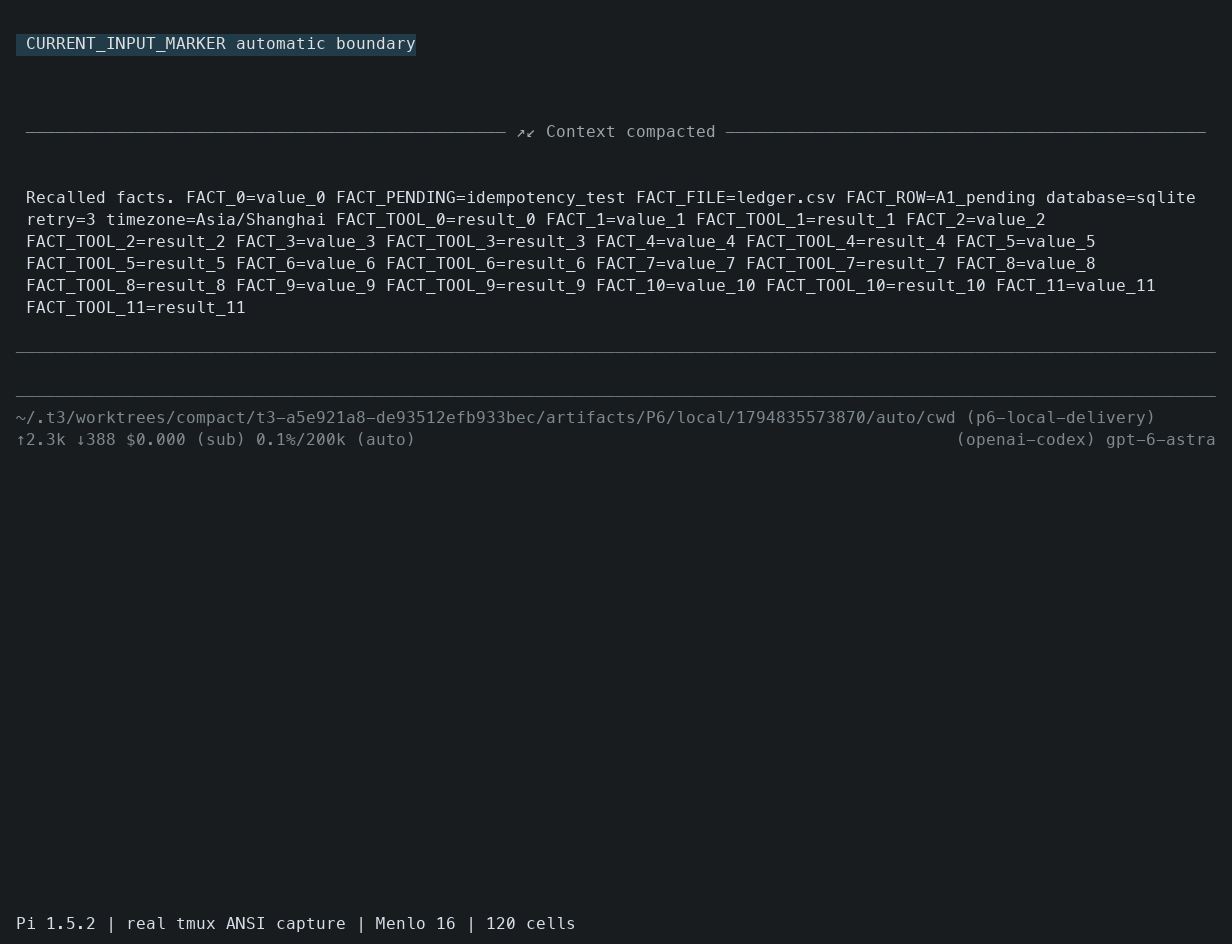 CURRENT_INPUT_MARKER automatic boundary
↗↙ Context compacted
Recalled facts. FACT_0=value_0 FACT_PENDING=idempotency_test FACT_FILE=ledger.csv FACT_ROW=A1_pending database=sqlite
retry=3 timezone=Asia/Shanghai FACT_TOOL_0=result_0 FACT_1=value_1 FACT_TOOL_1=result_1 FACT_2=value_2
FACT_TOOL_2=result_2 FACT_3=value_3 FACT_TOOL_3=result_3 FACT_4=value_4 FACT_TOOL_4=result_4 FACT_5=value_5
FACT_TOOL_5=result_5 FACT_6=value_6 FACT_TOOL_6=result_6 FACT_7=value_7 FACT_TOOL_7=result_7 FACT_8=value_8
FACT_TOOL_8=result_8 FACT_9=value_9 FACT_TOOL_9=result_9 FACT_10=value_10 FACT_TOOL_10=result_10 FACT_11=value_11
FACT_TOOL_11=result_11
~/.t3/worktrees/compact/t3-a5e921a8-de93512efb933bec/artifacts/P6/local/1794835573870/auto/cwd (p6-local-delivery)
↑2.3k ↓388 $0.000 (sub) 0.1%/200k (auto) (openai-codex) gpt-6-astra
Pi 1.5.2 | real tmux ANSI capture | Menlo 16 | 120 cells